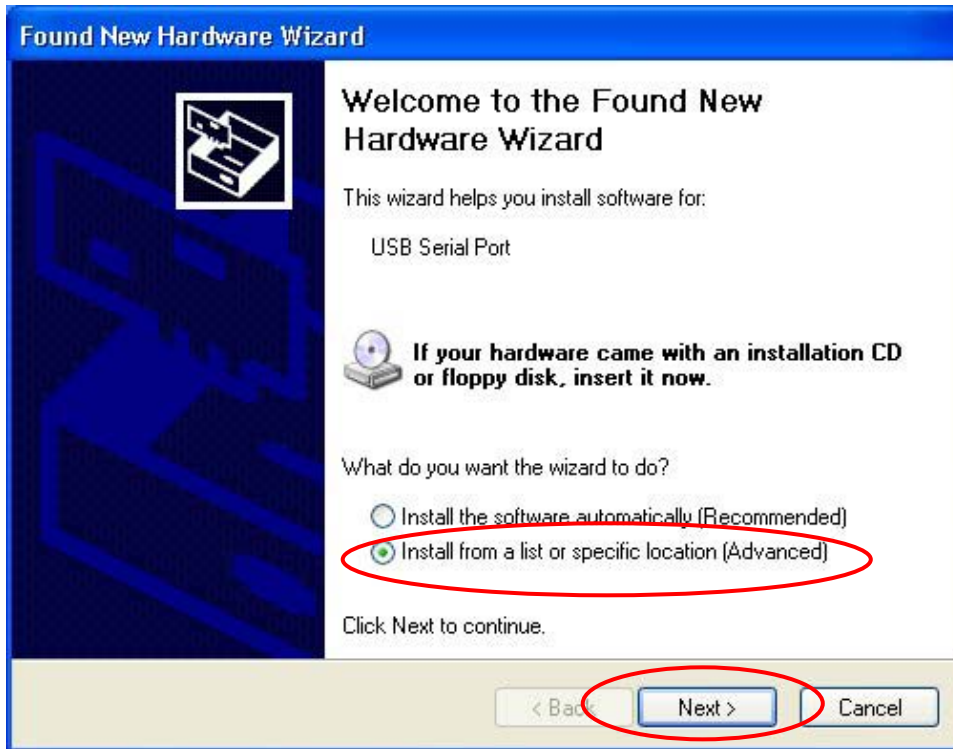 Found New Hardware Wizard
Welcome to the Found New
Hardware Wizard
This wizard helps you install software for:
USB Serial Port
If your hardware came with an installation CD
or floppy disk, insert it now.
What do you want the wizard to do?
Install the software automatically (Recommended)
Install from a list or specific location (Advanced)
Click Next to continue.
< Back Next > Cancel